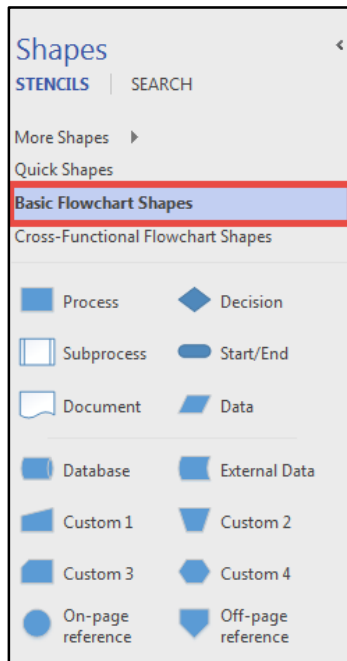 Shapes
STENCILS SEARCH
More Shapes
Quick Shapes
Basic Flowchart Shapes
Cross-Functional Flowchart Shapes
Process Decision
Subprocess Start/End
Document Data
Database External Data
Custom 1 Custom 2
Custom 3 Custom 4
On-page Off-page
reference reference